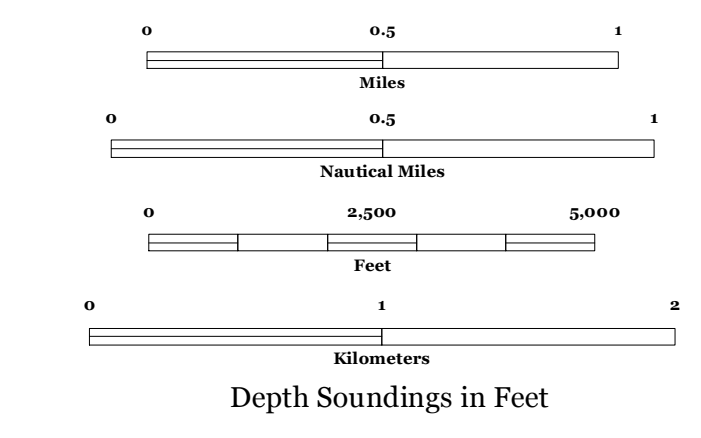 0 0.5 1
Miles
0 0.5 1
Nautical Miles
0 2,500 5,000
Feet
0 1 2
Kilometers
Depth Soundings in Feet